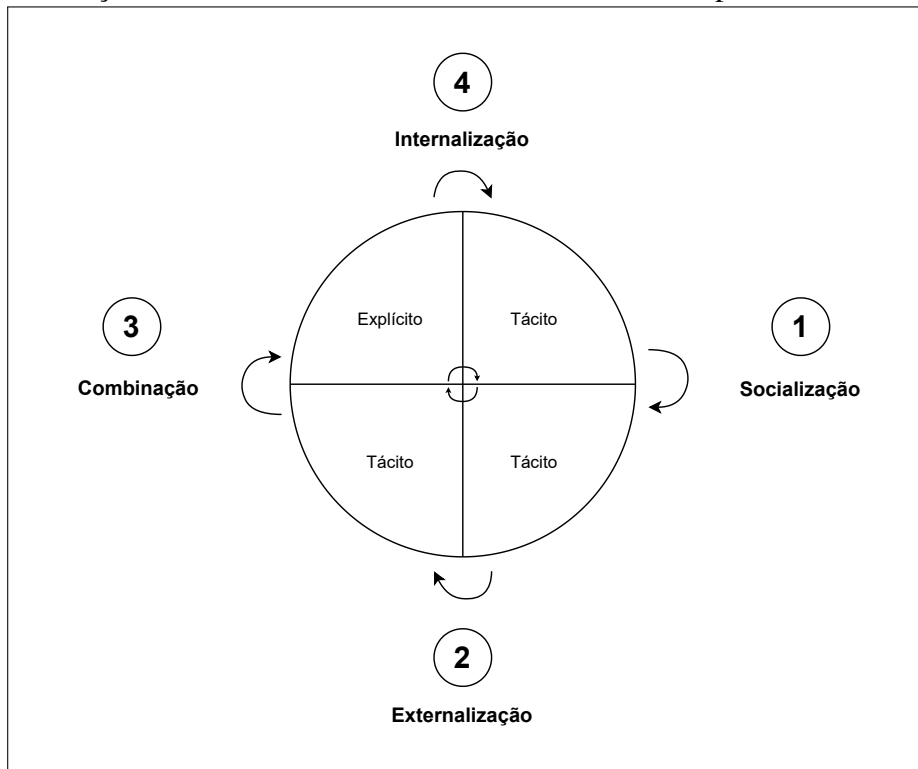 4
Internalização
Explícito
Tácito
3
Combinação
1
Socialização
Tácito
Tácito
2
Externalização